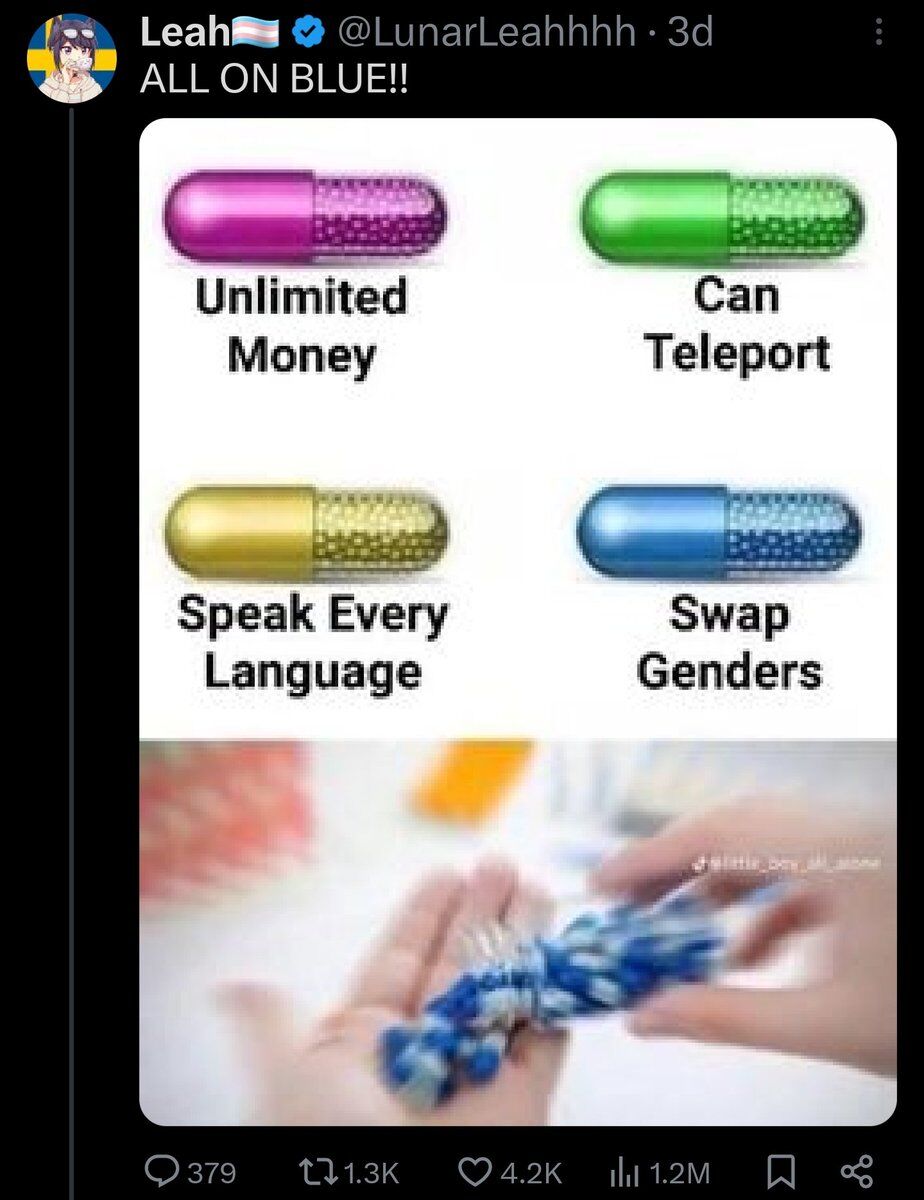 Leah🏳️‍⚧️ @LunarLeahhhh · 3d
ALL ON BLUE!!
Unlimited
Money
Can
Teleport
Speak Every
Language
Swap
Genders
379 1.3K 4.2K 1.2M